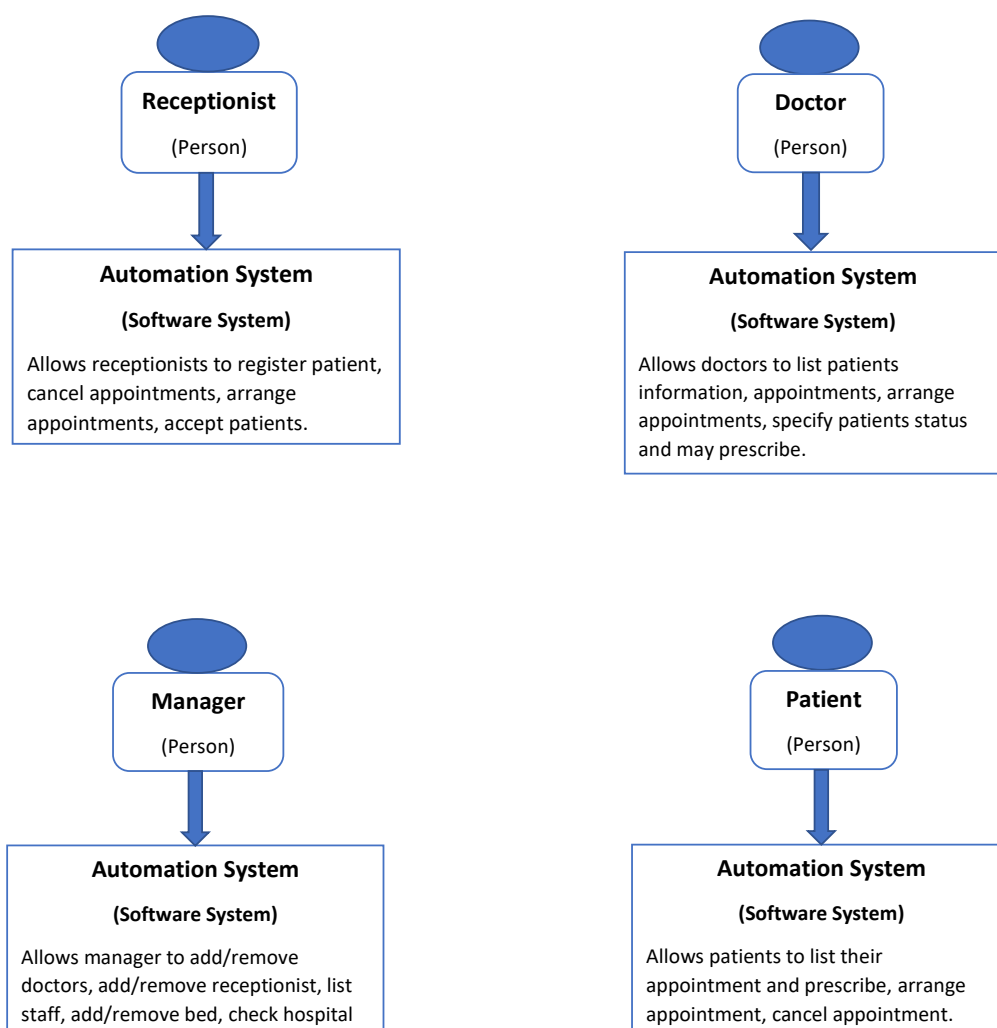 Receptionist
(Person)
Automation System
(Software System)
Allows receptionists to register patient,
cancel appointments, arrange
appointments, accept patients.
Doctor
(Person)
Automation System
(Software System)
Allows doctors to list patients
information, appointments, arrange
appointments, specify patients status
and may prescribe.
Manager
(Person)
Automation System
(Software System)
Allows manager to add/remove
doctors, add/remove receptionist, list
staff, add/remove bed, check hospital
Patient
(Person)
Automation System
(Software System)
Allows patients to list their
appointment and prescribe, arrange
appointment, cancel appointment.